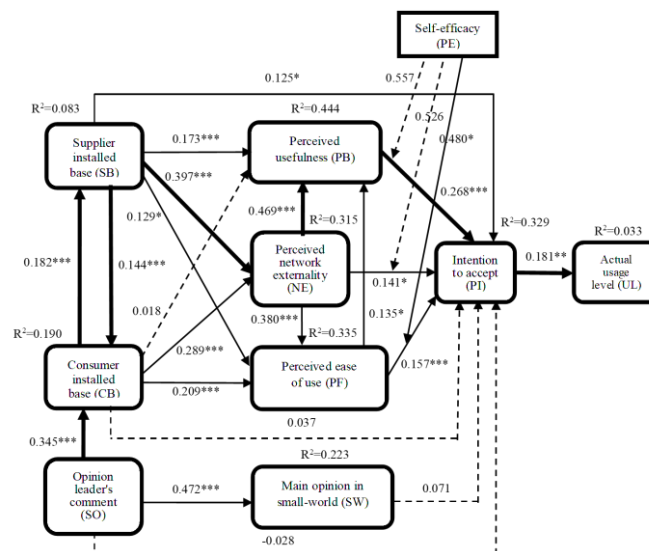 Self-efficacy
(PE)
0.125*
0.557
R²=0.083
R²=0.444
0.526
0.480*
Supplier
installed
base (SB)
0.173***
Perceived
usefulness (PB)
0.397***
0.268***
0.129*
0.469***
R²=0.315
R²=0.329
R²=0.033
Perceived
network
externality
(NE)
Intention
to accept
(PI)
0.181**
Actual
usage
level (UL)
0.182***
0.144***
0.018
0.141*
0.380***
0.135*
R²=0.190
R²=0.335
0.289***
Consumer
installed
base (CB)
Perceived ease
of use (PF)
0.157***
0.209***
0.037
0.345***
R²=0.223
Opinion
leader's
comment
(SO)
0.472***
Main opinion in
small-world (SW)
0.071
-0.028